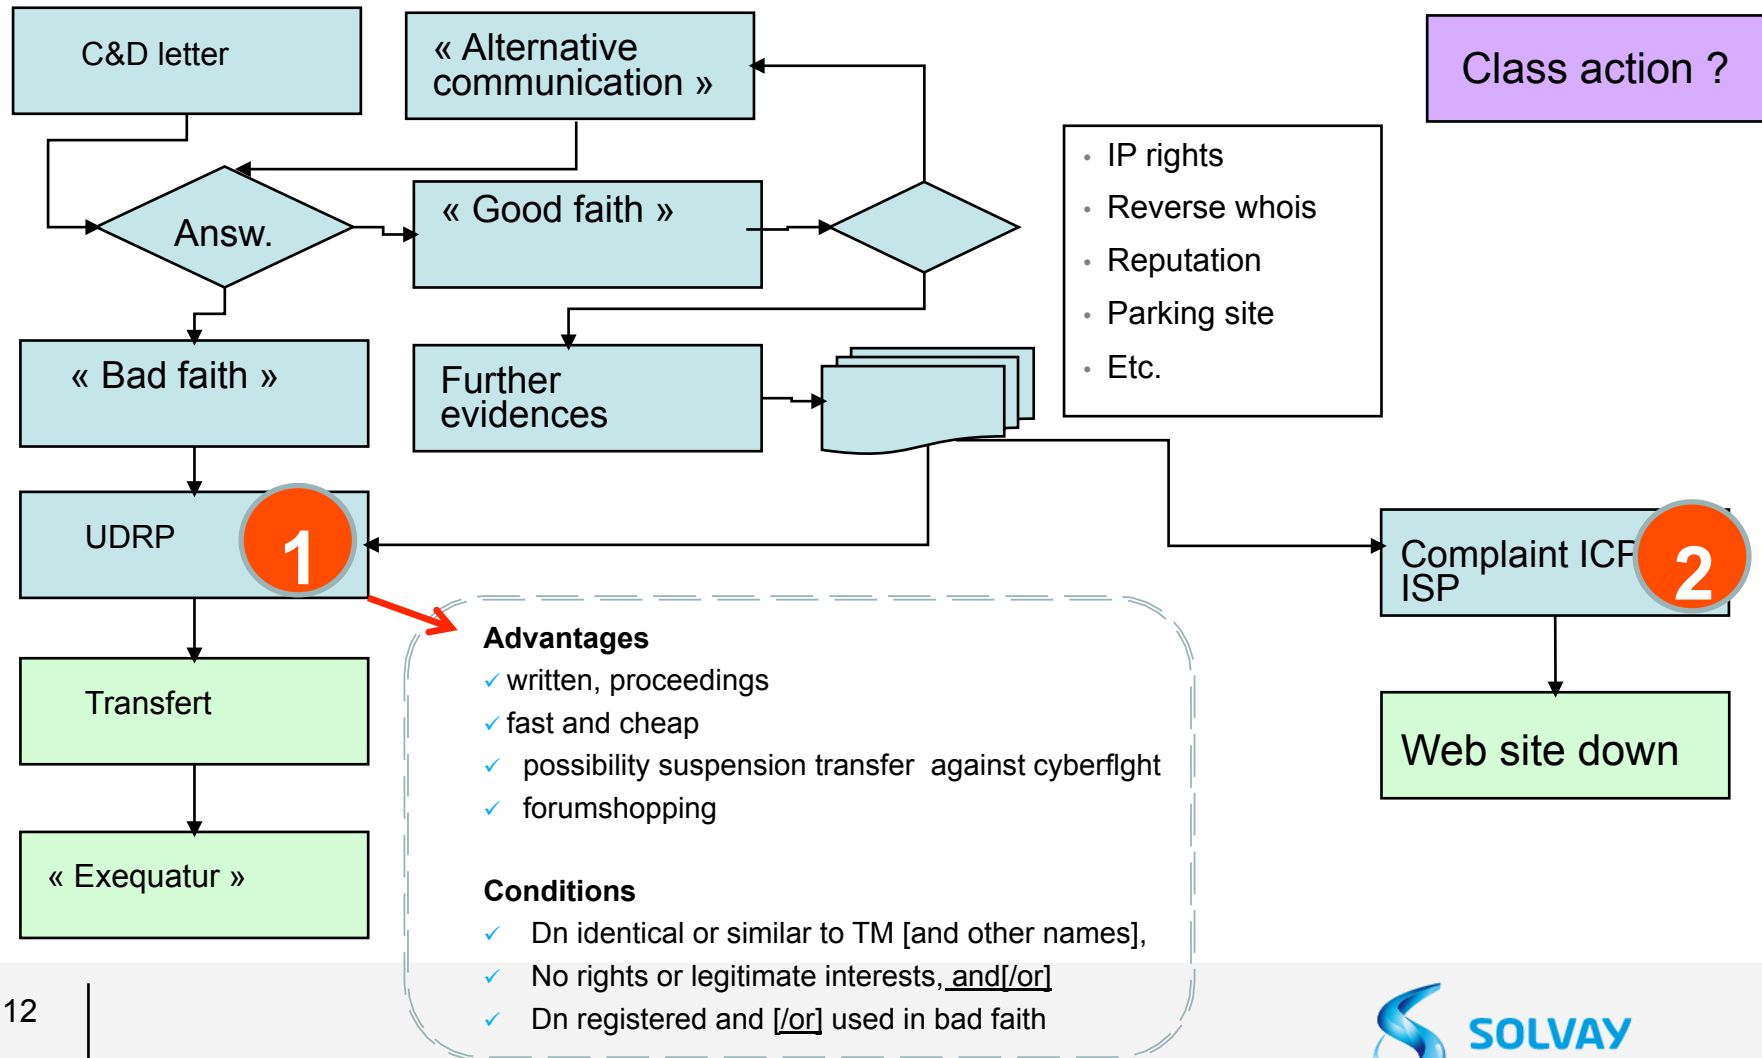 C&D letter
« Alternative
communication »
Class action ?
Answ.
« Good faith »
• IP rights
• Reverse whois
• Reputation
• Parking site
• Etc.
« Bad faith »
Further
evidences
UDRP
1
Complaint ICP
ISP
2
Transfert
Web site down
« Exequatur »
Advantages
✓ written, proceedings
✓ fast and cheap
✓ possibility suspension transfer against cyberflght
✓ forumshopping
Conditions
✓ Dn identical or similar to TM [and other names],
✓ No rights or legitimate interests, and[/or]
✓ Dn registered and [/or] used in bad faith
12
SOLVAY